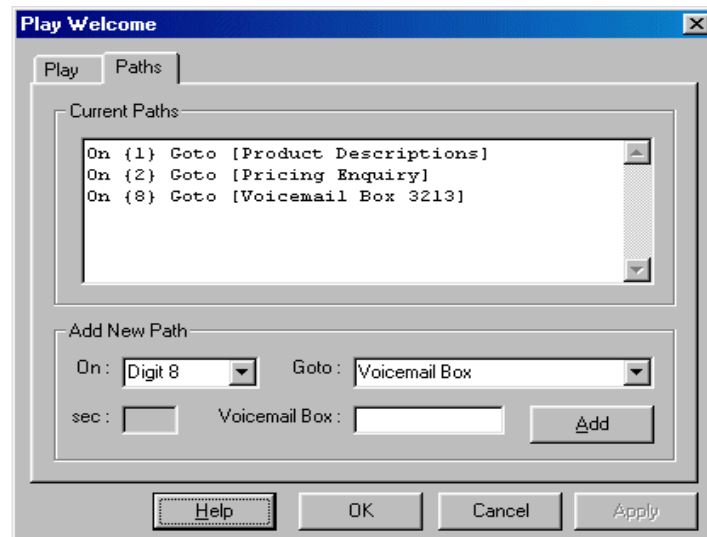 Play Welcome
Play Paths
Current Paths
On {1} Goto [Product Descriptions]
On {2} Goto [Pricing Enquiry]
On {8} Goto [Voicemail Box 3213]
Add New Path
On : Digit 8 Goto : Voicemail Box
sec : Voicemail Box : Add
Help OK Cancel Apply